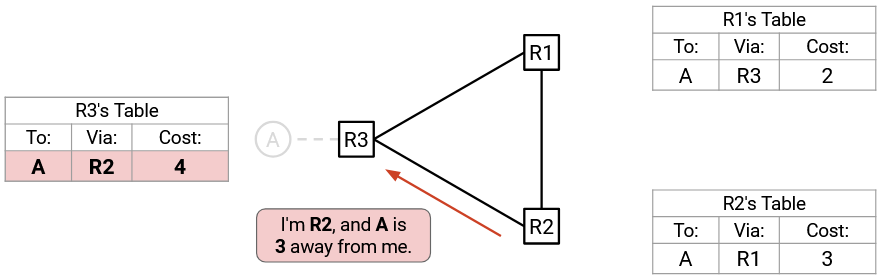 R1's Table
To: Via: Cost:
A R3 2
R1
R3's Table
To: Via: Cost:
A R2 4
A
R3
R2's Table
To: Via: Cost:
A R1 3
R2
I'm R2, and A is
3 away from me.